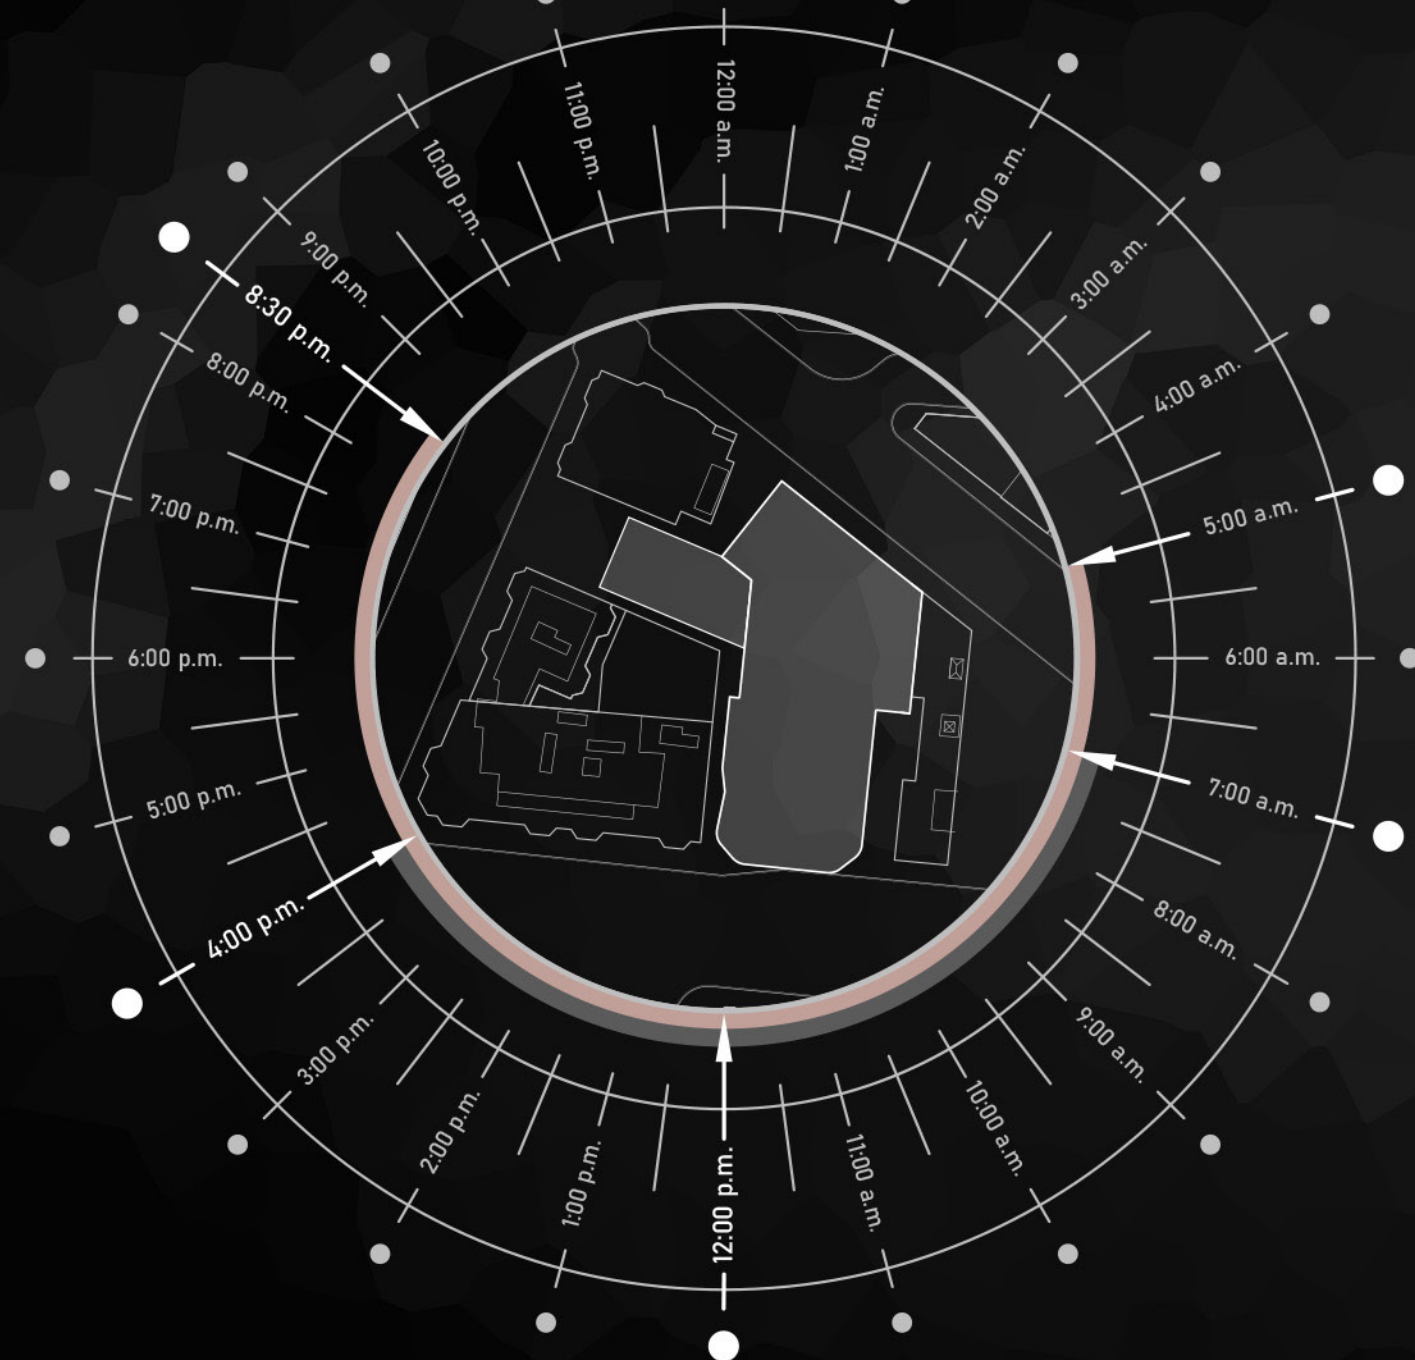 12:00 a.m.
1:00 a.m.
2:00 a.m.
3:00 a.m.
4:00 a.m.
5:00 a.m.
6:00 a.m.
7:00 a.m.
8:00 a.m.
9:00 a.m.
10:00 a.m.
11:00 a.m.
12:00 p.m.
1:00 p.m.
2:00 p.m.
3:00 p.m.
4:00 p.m.
5:00 p.m.
6:00 p.m.
7:00 p.m.
8:00 p.m.
8:30 p.m.
9:00 p.m.
10:00 p.m.
11:00 p.m.